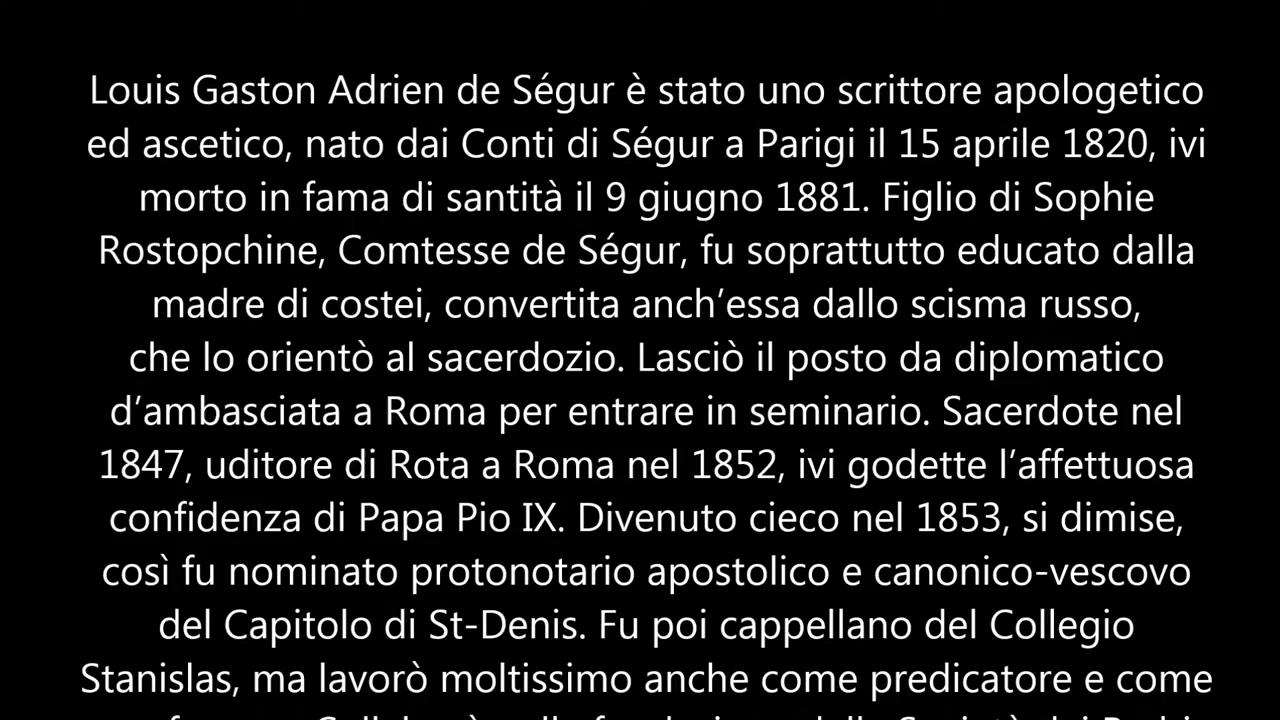 Louis Gaston Adrien de Ségur è stato uno scrittore apologetico
ed ascetico, nato dai Conti di Ségur a Parigi il 15 aprile 1820, ivi
morto in fama di santità il 9 giugno 1881. Figlio di Sophie
Rostopchine, Comtesse de Ségur, fu soprattutto educato dalla
madre di costei, convertita anch’essa dallo scisma russo,
che lo orientò al sacerdozio. Lasciò il posto da diplomatico
d’ambasciata a Roma per entrare in seminario. Sacerdote nel
1847, uditore di Rota a Roma nel 1852, ivi godette l’affettuosa
confidenza di Papa Pio IX. Divenuto cieco nel 1853, si dimise,
così fu nominato protonotario apostolico e canonico-vescovo
del Capitolo di St-Denis. Fu poi cappellano del Collegio
Stanislas, ma lavorò moltissimo anche come predicatore e come